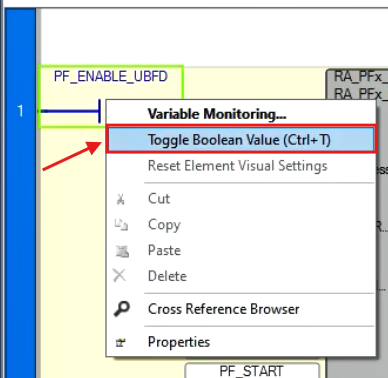 PF_ENABLE_UBFD
RA_PFx_
RA_PFx_
1
Variable Monitoring...
Toggle Boolean Value (Ctrl+T)
Reset Element Visual Settings
Cut
Copy
Paste
Delete
Cross Reference Browser
Properties
PF_START